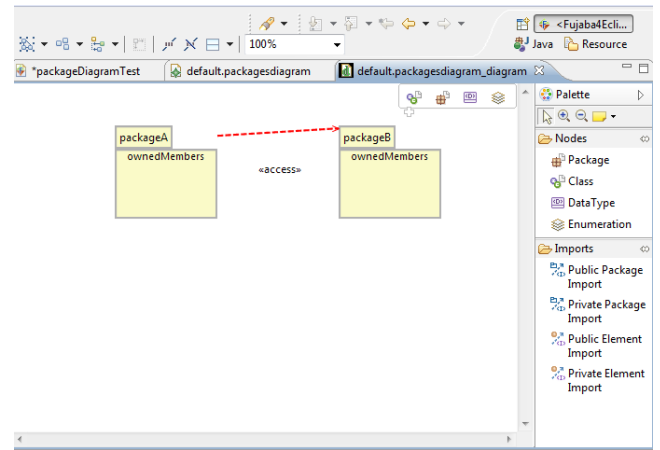 <Fujaba4Ecli...
100%
Java
Resource
*packageDiagramTest
default.packagesdiagram
default.packagesdiagram_diagram
Palette
packageA
packageB
ownedMembers
ownedMembers
«access»
Nodes
Package
Class
DataType
Enumeration
Imports
Public Package
Import
Private Package
Import
Public Element
Import
Private Element
Import